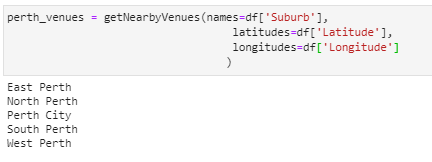 perth_venues = getNearbyVenues(names=df['Suburb'],
latitudes=df['Latitude'],
longitudes=df['Longitude']
)
East Perth
North Perth
Perth City
South Perth
West Perth